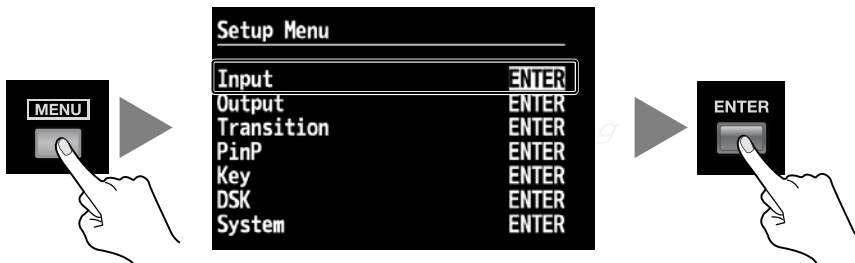 MENU
Setup Menu
Input ENTER
Output ENTER
Transition ENTER
PinP ENTER
Key ENTER
DSK ENTER
System ENTER
ENTER